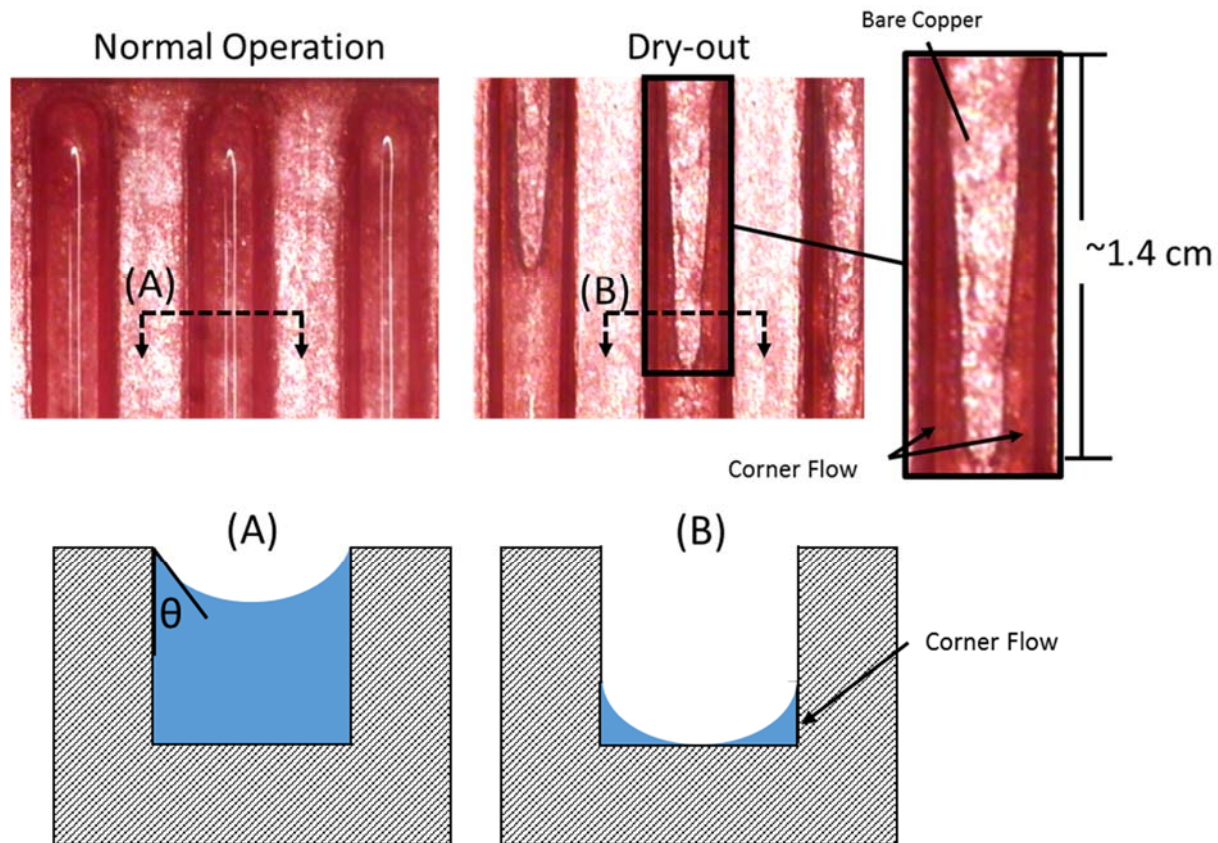 Bare Copper
Normal Operation
Dry-out
(A)
(B)
~1.4 cm
Corner Flow
(A)
(B)
θ
Corner Flow